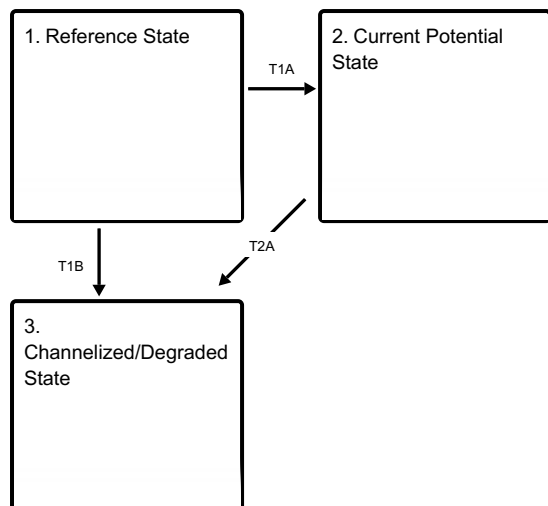 1. Reference State
2. Current Potential
State
T1A
T1B
T2A
3.
Channelized/Degraded
State